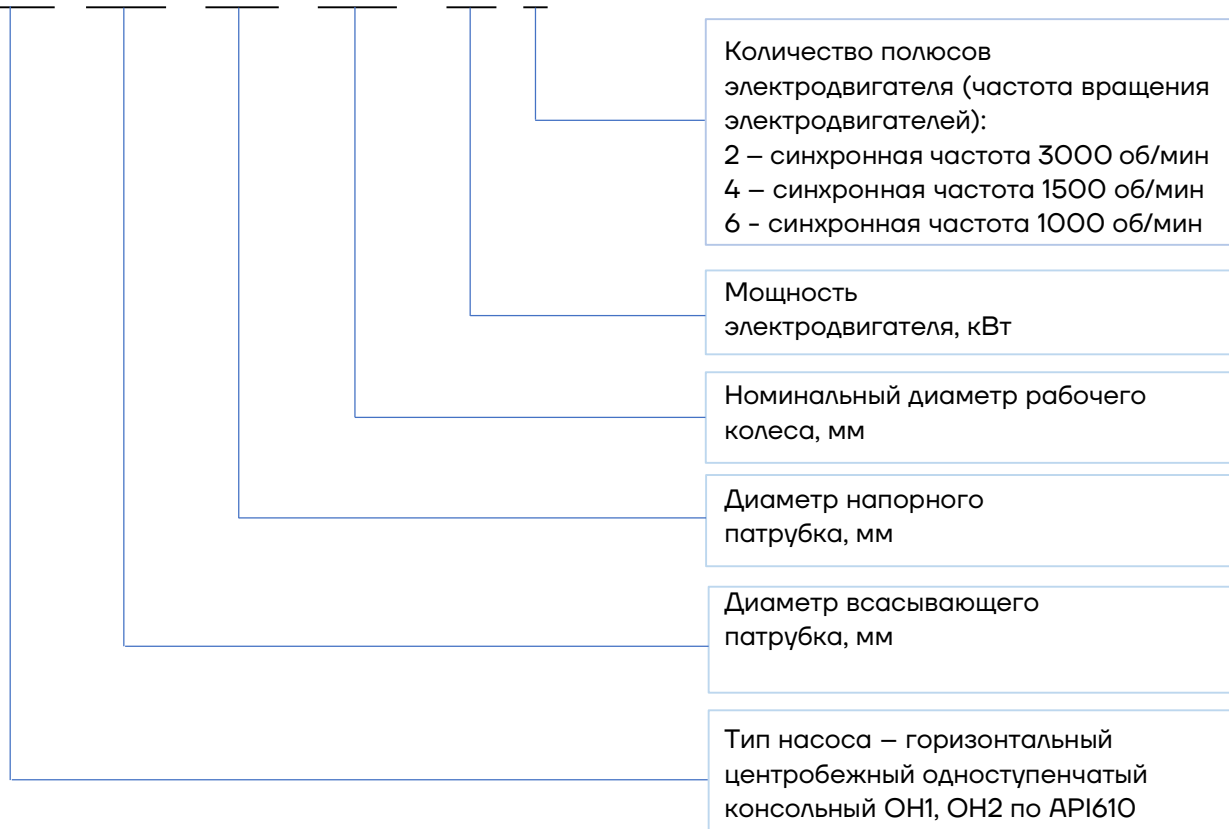 Количество полюсов
электродвигателя (частота вращения
электродвигателей):
2 – синхронная частота 3000 об/мин
4 – синхронная частота 1500 об/мин
6 - синхронная частота 1000 об/мин
Мощность
электродвигателя, кВт
Номинальный диаметр рабочего
колеса, мм
Диаметр напорного
патрубка, мм
Диаметр всасывающего
патрубка, мм
Тип насоса – горизонтальный
центробежный одноступенчатый
консольный ОН1, ОН2 по API610